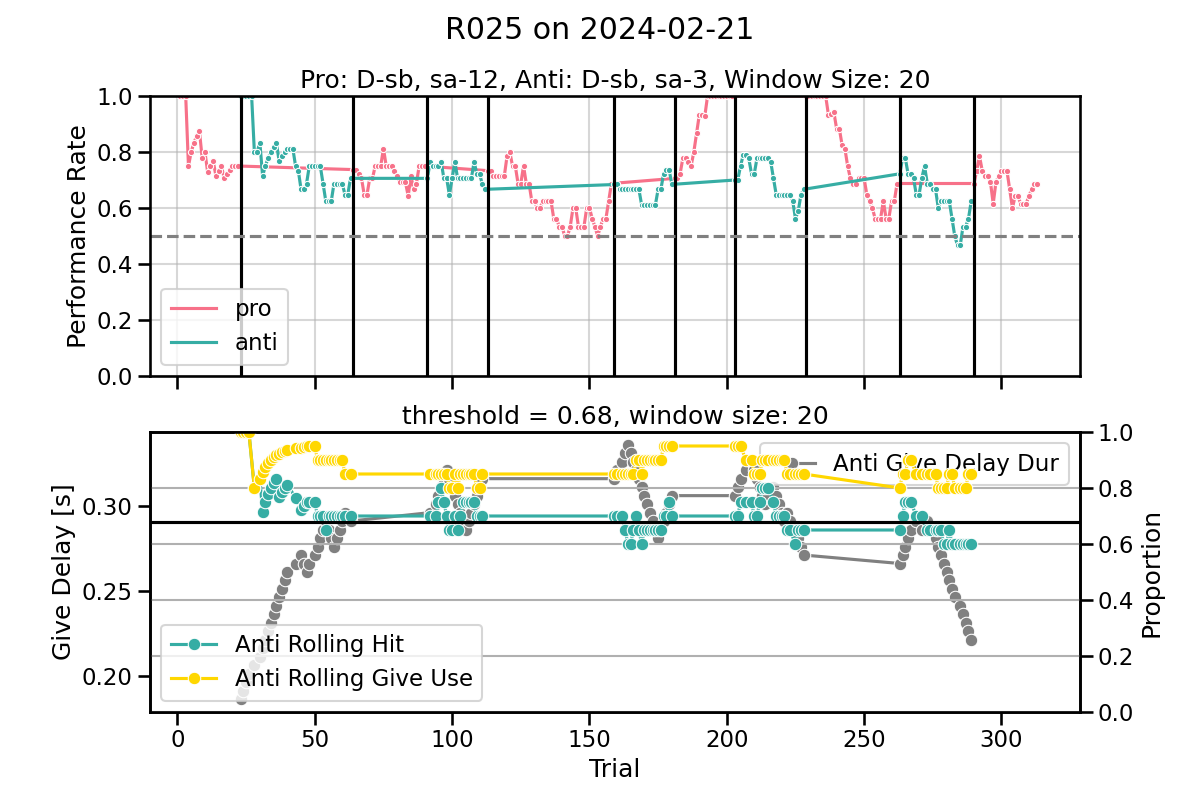 R025 on 2024-02-21
Pro: D-sb, sa-12, Anti: D-sb, sa-3, Window Size: 20
1.0
0.8
0.6
0.4
0.2
0.0
Performance Rate
pro
anti
threshold = 0.68, window size: 20
0.30
0.25
0.20
Give Delay [s]
Anti Give Delay Dur
Anti Rolling Hit
Anti Rolling Give Use
1.0
0.8
0.6
0.4
0.2
0.0
Proportion
0 50 100 150 200 250 300
Trial